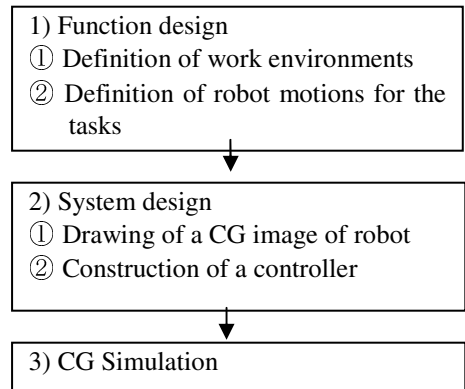 1) Function design
① Definition of work environments
② Definition of robot motions for the
tasks
2) System design
① Drawing of a CG image of robot
② Construction of a controller
3) CG Simulation